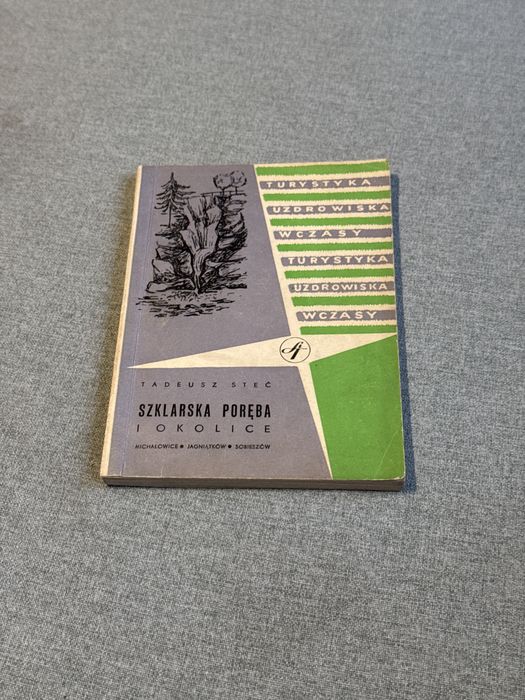 TURYSTYKA
UZDROWISKA
WCZASY
TURYSTYKA
UZDROWISKA
WCZASY
TADEUSZ STEĆ
SZKLARSKA PORĘBA
I OKOLICE
MICHAŁOWICE • JAGNIĄTKÓW • SOBIESZÓW